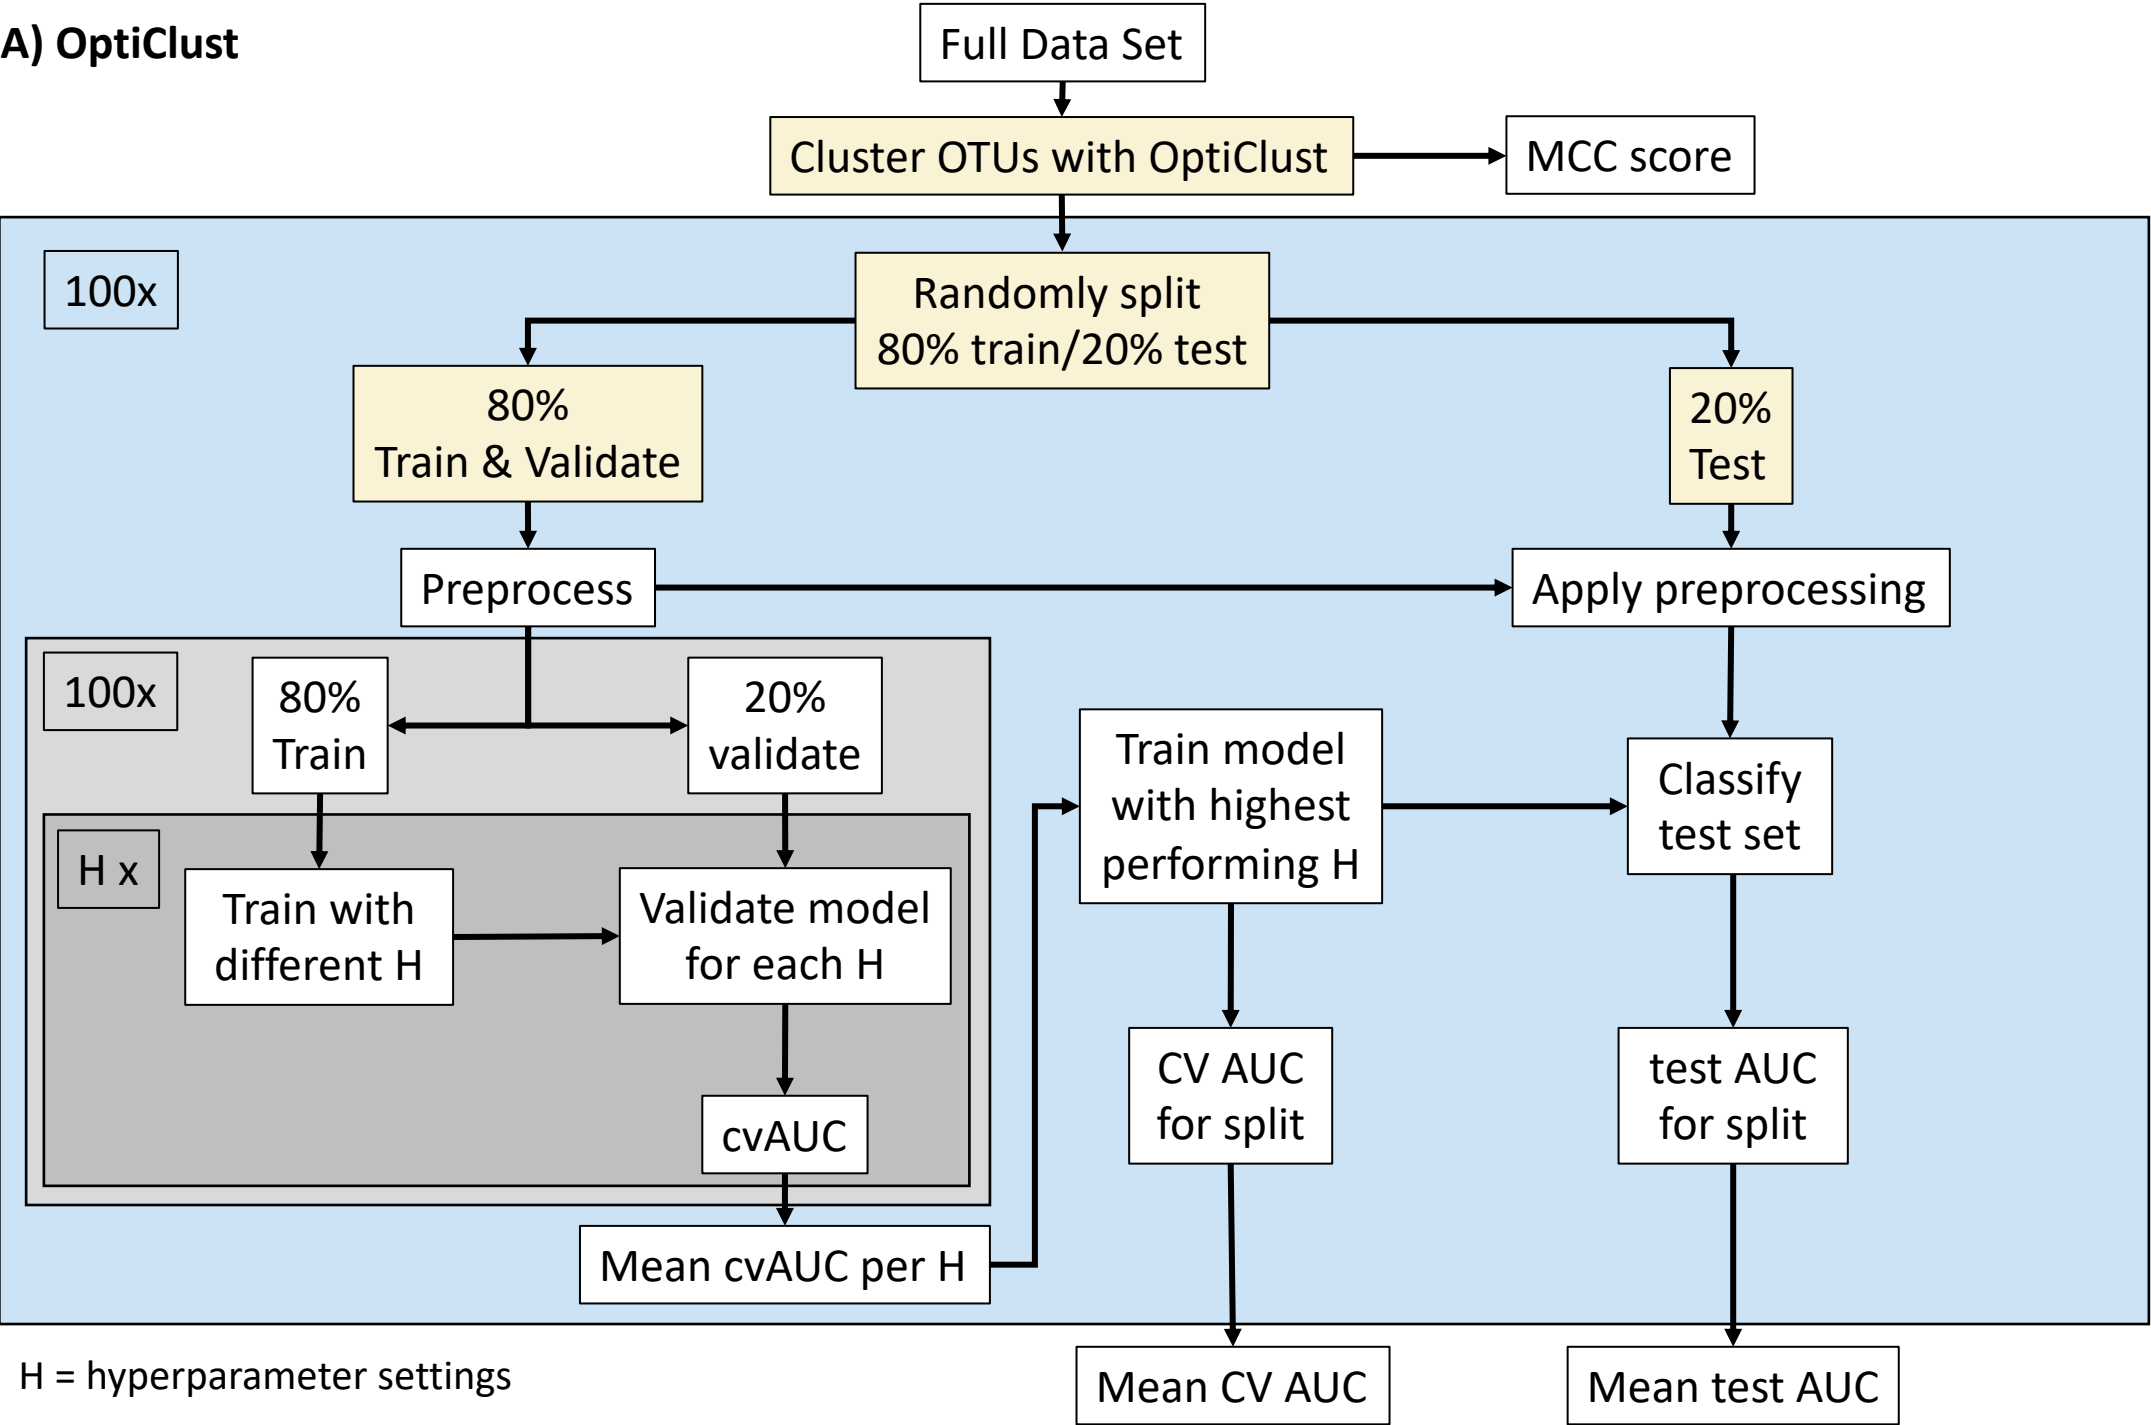 A) OptiClust
Full Data Set
Cluster OTUs with OptiClust
MCC score
100x
Randomly split
80% train/20% test
80%
Train & Validate
20%
Test
Preprocess
Apply preprocessing
100x
80%
Train
20%
validate
Train model
with highest
performing H
Classify
test set
H x
Train with
different H
Validate model
for each H
CV AUC
for split
test AUC
for split
cvAUC
Mean cvAUC per H
H = hyperparameter settings
Mean CV AUC
Mean test AUC